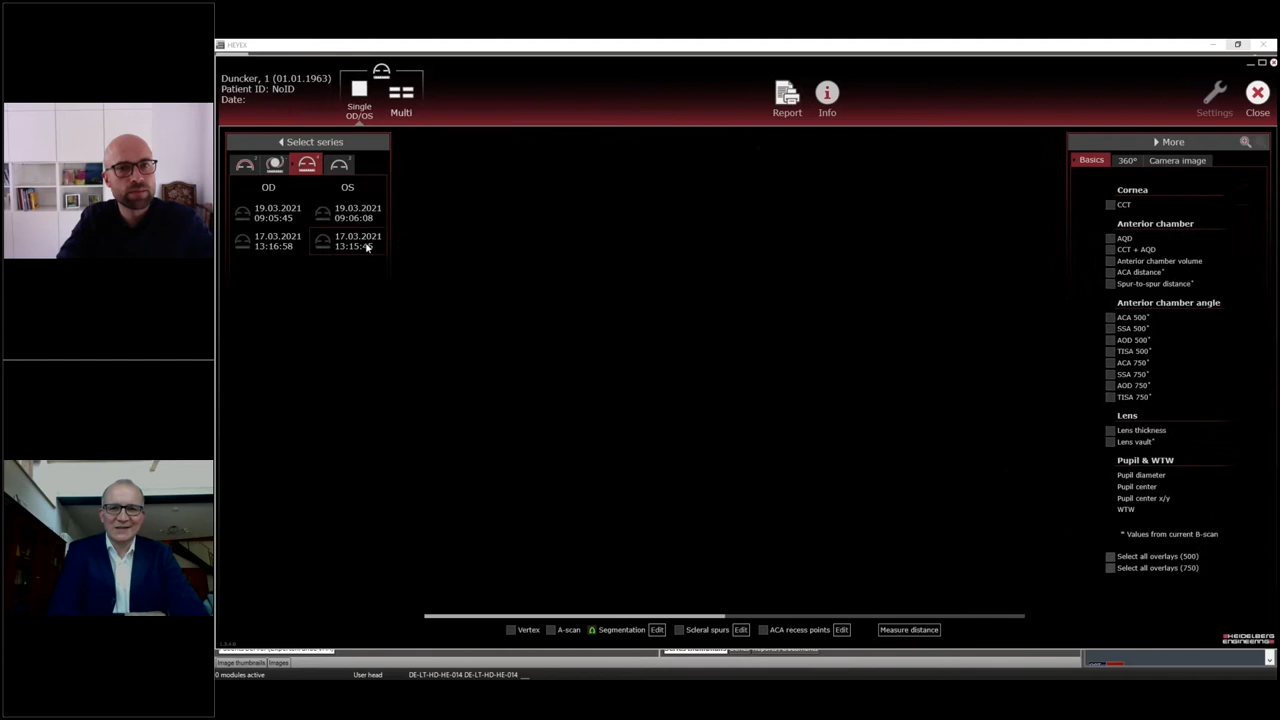 HEYEX
Duncker, 1 (01.01.1963)
Patient ID: NoID
Date:
Single
OD/OS
Multi
Report
Info
Settings
Close
Select series
OD
OS
19.03.2021
09:05:45
19.03.2021
09:06:08
17.03.2021
13:16:58
17.03.2021
13:15:45
More
Basics
360°
Camera image
Cornea
CCT
Anterior chamber
AQD
CCT + AQD
Anterior chamber volume
ACA distance*
Spur-to-spur distance*
Anterior chamber angle
ACA 500*
SSA 500*
AOD 500*
TISA 500*
ACA 750*
SSA 750*
AOD 750*
TISA 750*
Lens
Lens thickness
Lens vault*
Pupil & WTW
Pupil diameter
Pupil center
Pupil center x/y
WTW
* Values from current B-scan
Select all overlays (500)
Select all overlays (750)
Vertex
A-scan
Segmentation
Edit
Scleral spurs
Edit
ACA recess points
Edit
Measure distance
HEIDELBERG
ENGINEERING
Image thumbnails
Images
0 modules active
User head
DE-LT-HD-HE-014 DE-LT-HD-HE-014